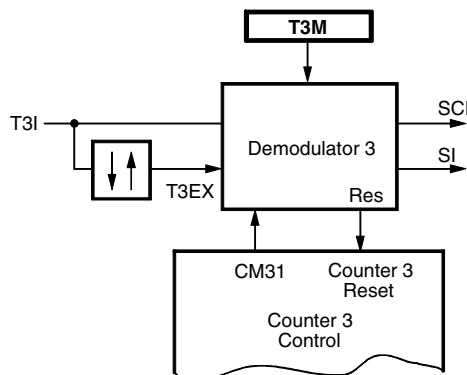 T3M
SCI
T3I
Demodulator 3
SI
T3EX
Res
CM31
Counter 3
Reset
Counter 3
Control